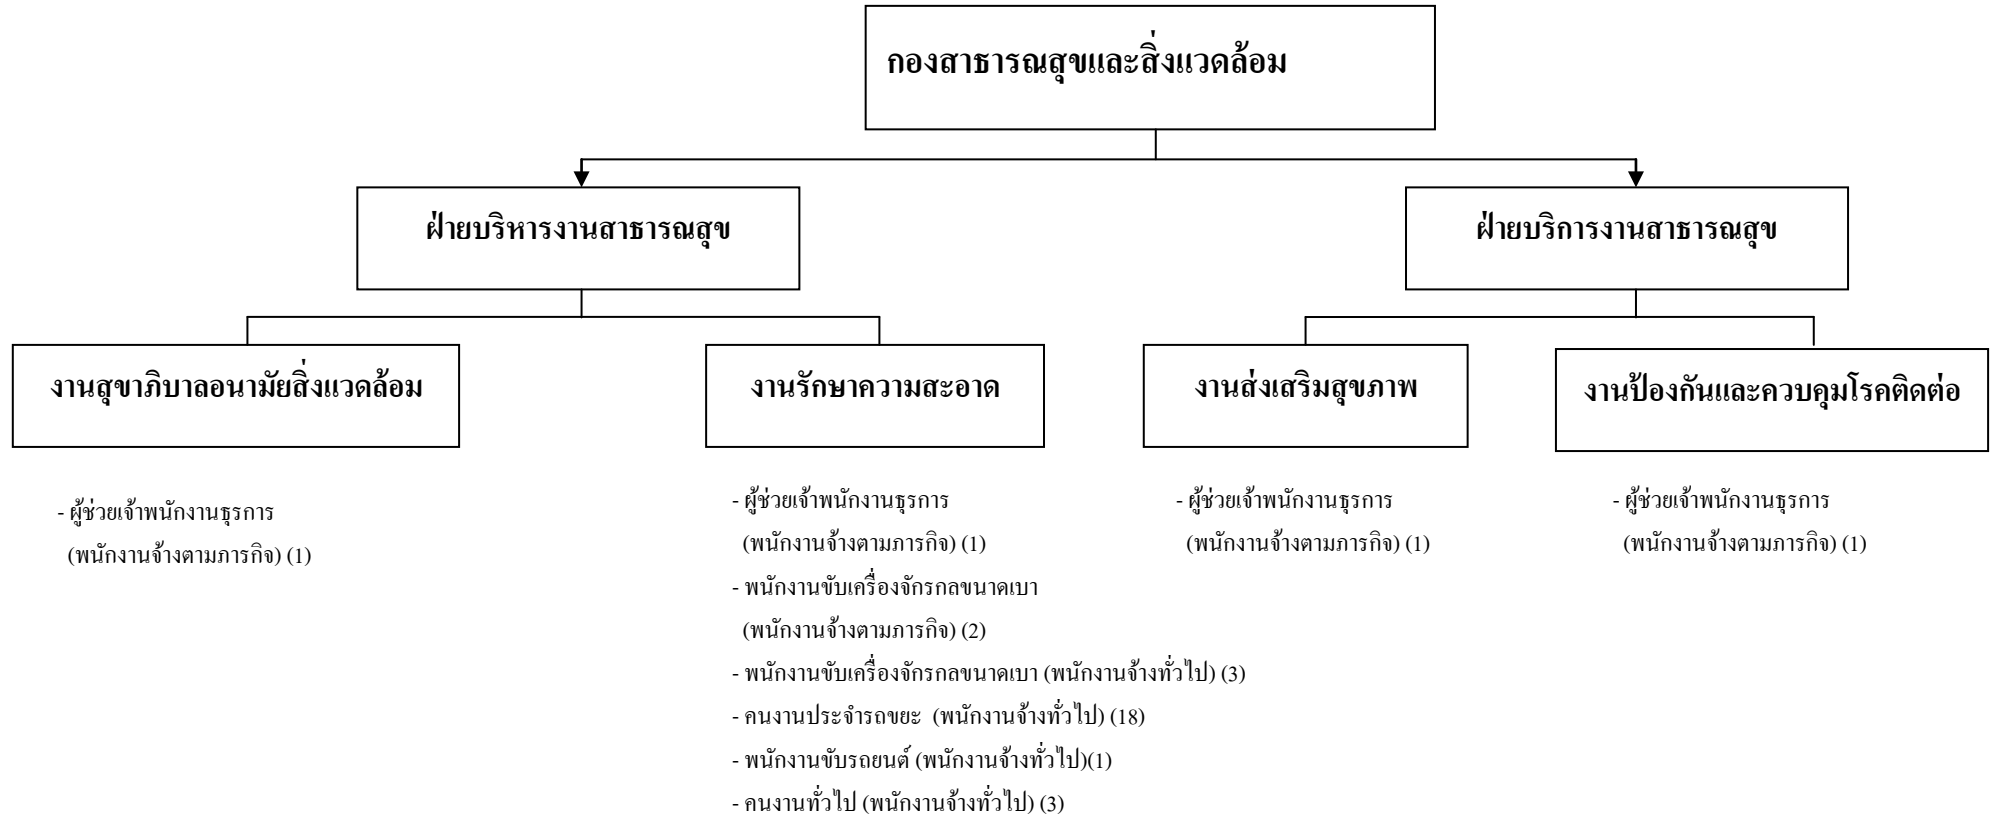 กองสาธารณสุขและสิ่งแวดล้อม
ฝ่ายบริหารงานสาธารณสุข
ฝ่ายบริการงานสาธารณสุข
งานสุขาภิบาลอนามัยสิ่งแวดล้อม
งานรักษาความสะอาด
งานส่งเสริมสุขภาพ
งานป้องกันและควบคุมโรคติดต่อ
- ผู้ช่วยเจ้าพนักงานธุรการ
(พนักงานจ้างตามภารกิจ) (1)
- ผู้ช่วยเจ้าพนักงานธุรการ
(พนักงานจ้างตามภารกิจ) (1)
- พนักงานขับเครื่องจักรกลขนาดเบา
(พนักงานจ้างตามภารกิจ) (2)
- พนักงานขับเครื่องจักรกลขนาดเบา (พนักงานจ้างทั่วไป) (3)
- คนงานประจำรถขยะ (พนักงานจ้างทั่วไป) (18)
- พนักงานขับรถยนต์ (พนักงานจ้างทั่วไป)(1)
- คนงานทั่วไป (พนักงานจ้างทั่วไป) (3)
- ผู้ช่วยเจ้าพนักงานธุรการ
(พนักงานจ้างตามภารกิจ) (1)
- ผู้ช่วยเจ้าพนักงานธุรการ
(พนักงานจ้างตามภารกิจ) (1)